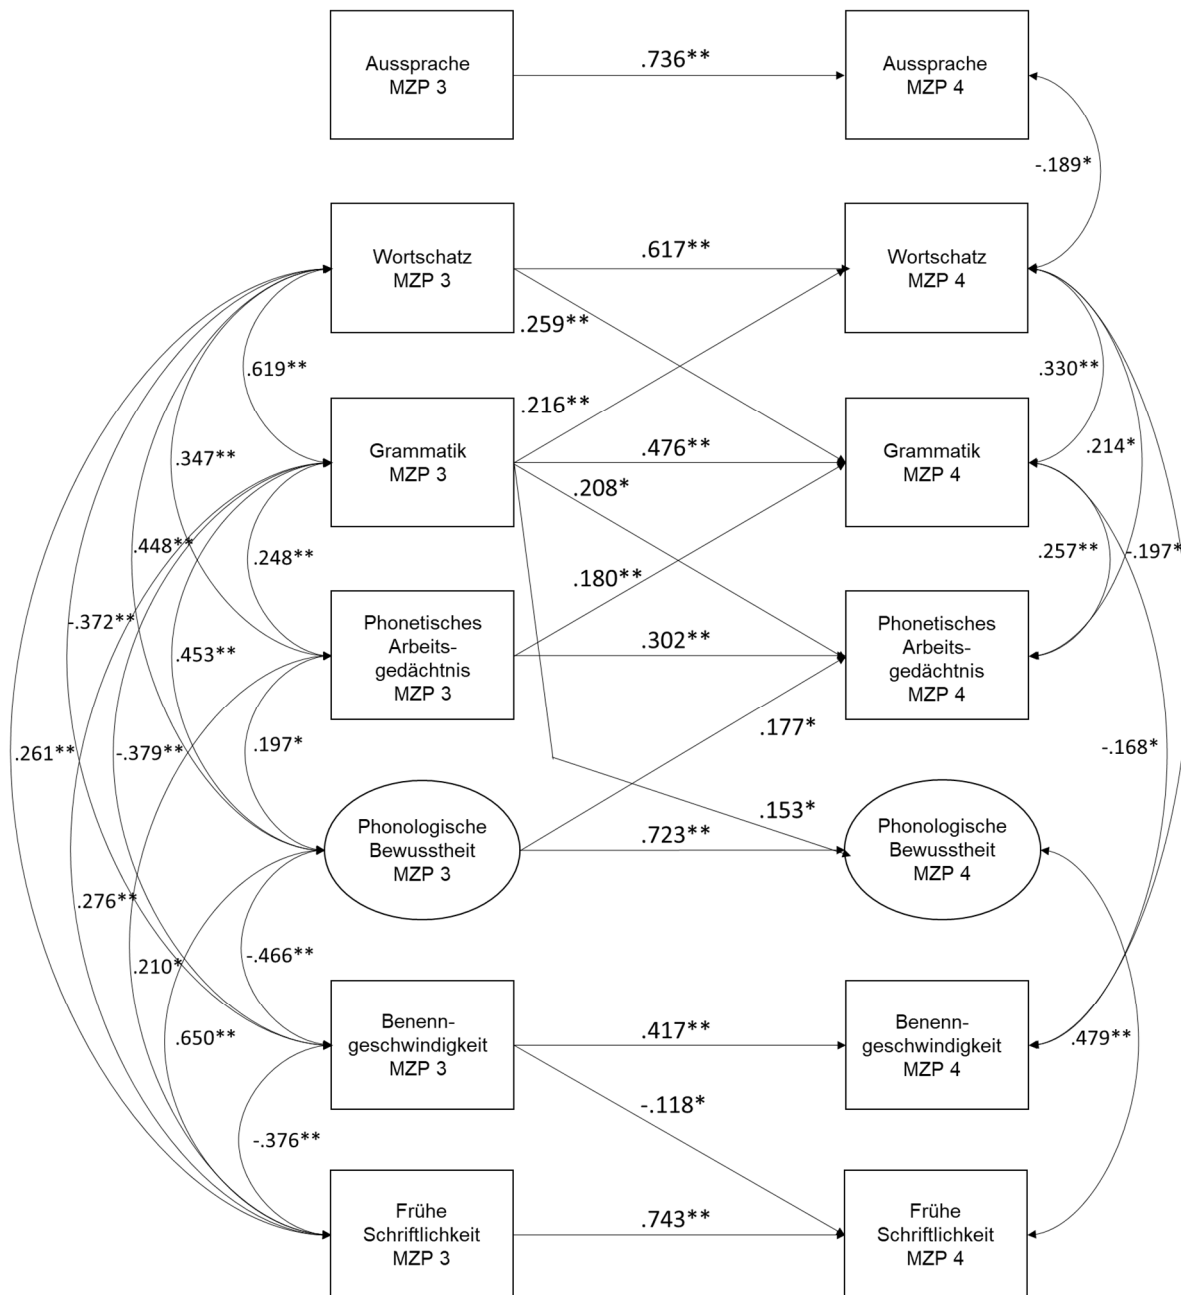 Aussprache
MZP 3
.736**
Aussprache
MZP 4
-.189*
Wortschatz
MZP 3
.617**
Wortschatz
MZP 4
.259**
.619**
.330**
.216**
Grammatik
MZP 3
.476**
Grammatik
MZP 4
.347**
.214*
.208*
.448**
.248**
.257**
-.197*
.180**
-.372**
.453**
Phonetisches
Arbeits-
gedächtnis
MZP 3
.302**
Phonetisches
Arbeits-
gedächtnis
MZP 4
.177*
.261**
-.379**
.197*
-.168*
.153*
Phonologische
Bewusstheit
MZP 3
.723**
Phonologische
Bewusstheit
MZP 4
.276**
.210*
-.466**
.650**
Benenn-
geschwindigkeit
MZP 3
.417**
Benenn-
geschwindigkeit
MZP 4
.479**
-.118*
-.376**
Frühe
Schriftlichkeit
MZP 3
.743**
Frühe
Schriftlichkeit
MZP 4